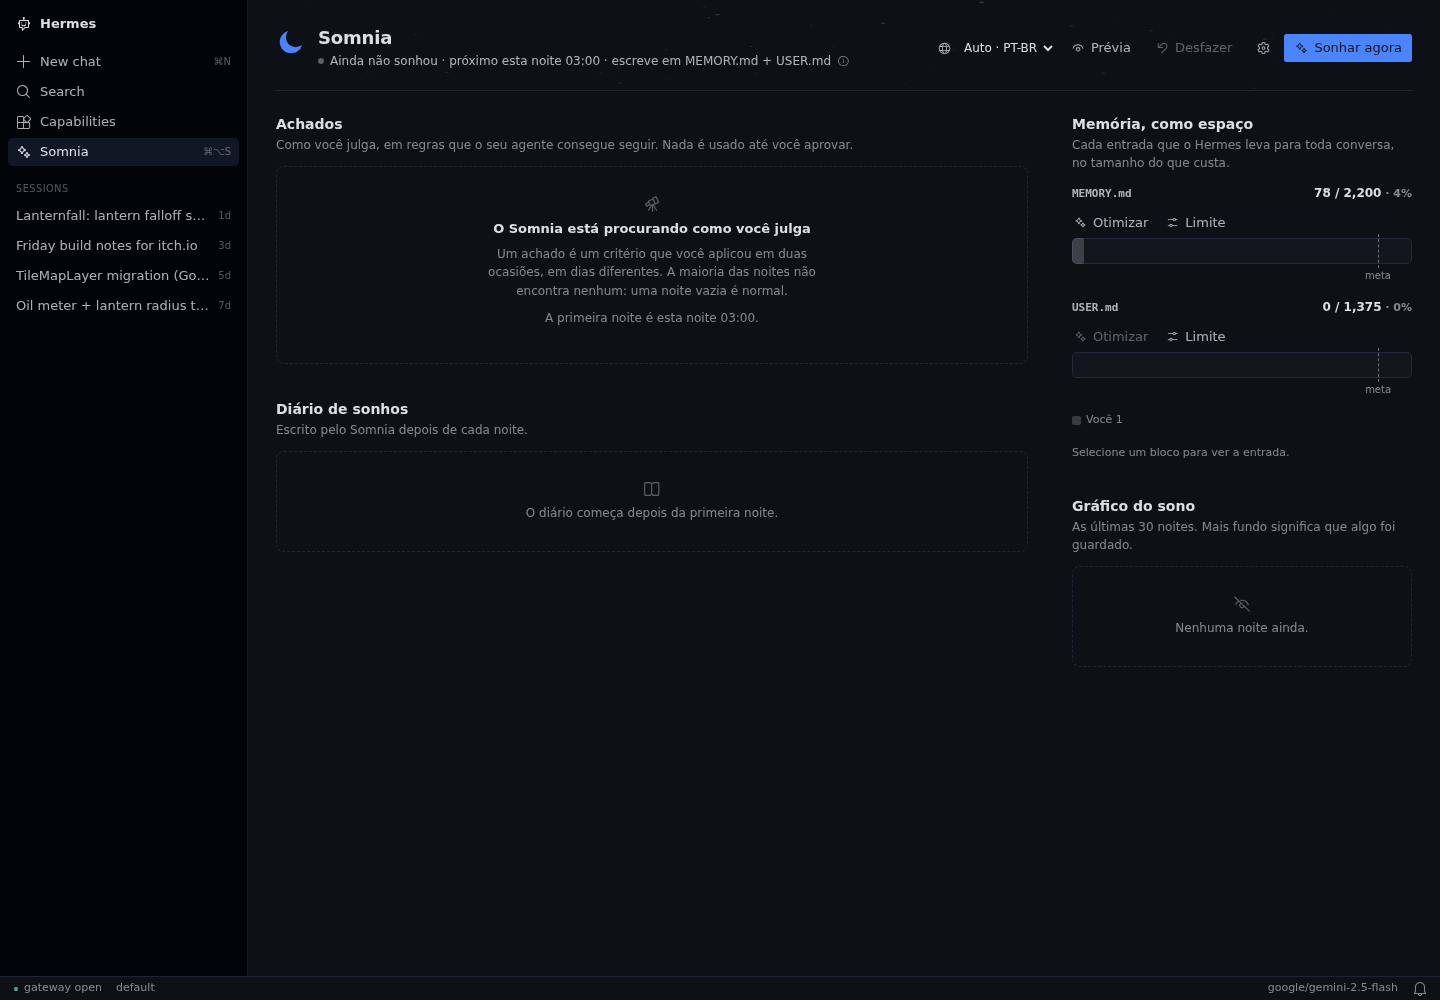 Hermes
New chat ⌘N
Search
Capabilities
Somnia ⌘⌥S
SESSIONS
Lanternfall: lantern falloff s... 1d
Friday build notes for itch.io 3d
TileMapLayer migration (Go... 5d
Oil meter + lantern radius t... 7d
Somnia
Ainda não sonhou · próximo esta noite 03:00 · escreve em MEMORY.md + USER.md
Auto · PT-BR
Prévia
Desfazer
Sonhar agora
Achados
Como você julga, em regras que o seu agente consegue seguir. Nada é usado até você aprovar.
O Somnia está procurando como você julga
Um achado é um critério que você aplicou em duas
ocasiões, em dias diferentes. A maioria das noites não
encontra nenhum: uma noite vazia é normal.
A primeira noite é esta noite 03:00.
Diário de sonhos
Escrito pelo Somnia depois de cada noite.
O diário começa depois da primeira noite.
Memória, como espaço
Cada entrada que o Hermes leva para toda conversa,
no tamanho do que custa.
MEMORY.md 78 / 2,200 · 4%
Otimizar Limite
meta
USER.md 0 / 1,375 · 0%
Otimizar Limite
meta
Você 1
Selecione um bloco para ver a entrada.
Gráfico do sono
As últimas 30 noites. Mais fundo significa que algo foi
guardado.
Nenhuma noite ainda.
gateway open default
google/gemini-2.5-flash